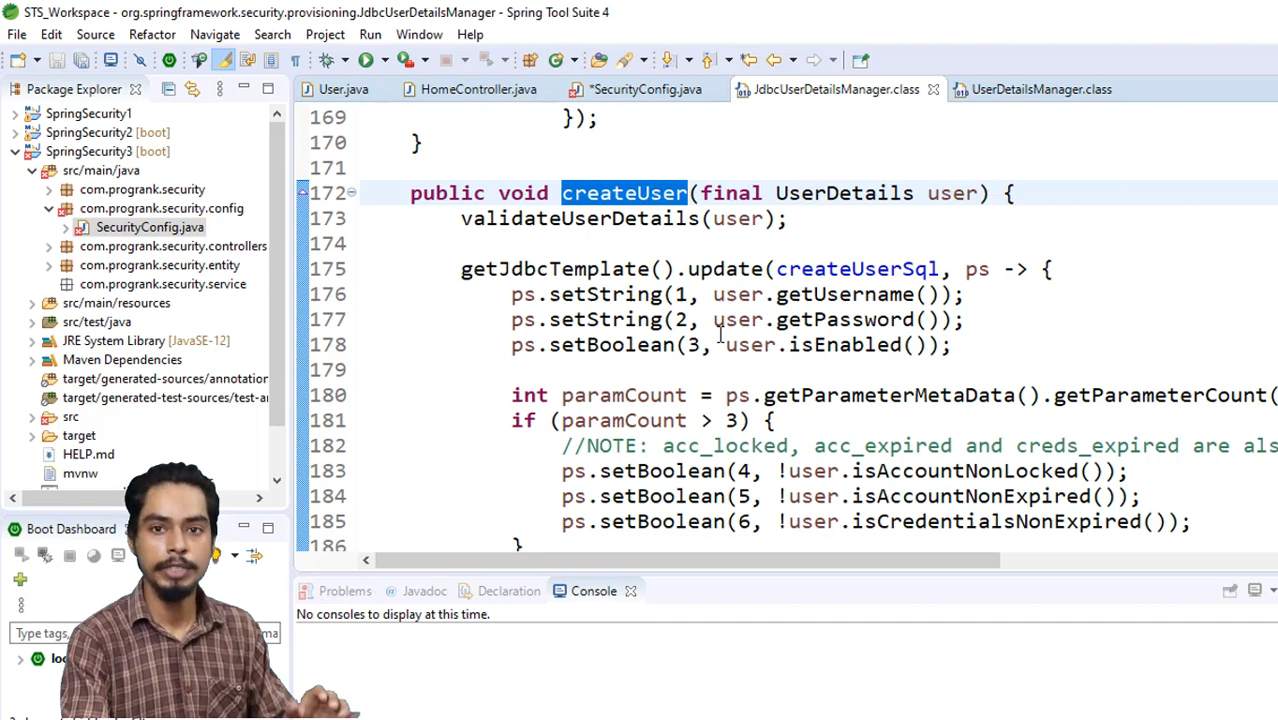 STS_Workspace - org.springframework.security.provisioning.JdbcUserDetailsManager - Spring Tool Suite 4
File Edit Source Refactor Navigate Search Project Run Window Help
Package Explorer
User.java HomeController.java *SecurityConfig.java JdbcUserDetailsManager.class UserDetailsManager.class
SpringSecurity1
SpringSecurity2 [boot]
SpringSecurity3 [boot]
src/main/java
com.progrank.security
com.progrank.security.config
SecurityConfig.java
com.progrank.security.controllers
com.progrank.security.entity
com.progrank.security.service
src/main/resources
src/test/java
JRE System Library [JavaSE-12]
Maven Dependencies
target/generated-sources/annotation
target/generated-test-sources/test-ar
src
target
HELP.md
mvnw
169 });
170 }
171
172 public void createUser(final UserDetails user) {
173 validateUserDetails(user);
174
175 getJdbcTemplate().update(createUserSql, ps -> {
176 ps.setString(1, user.getUsername());
177 ps.setString(2, user.getPassword());
178 ps.setBoolean(3, user.isEnabled());
179
180 int paramCount = ps.getParameterMetaData().getParameterCount(
181 if (paramCount > 3) {
182 //NOTE: acc_locked, acc_expired and creds_expired are als
183 ps.setBoolean(4, !user.isAccountNonLocked());
184 ps.setBoolean(5, !user.isAccountNonExpired());
185 ps.setBoolean(6, !user.isCredentialsNonExpired());
186 }
Boot Dashboard
Type tags,
loc
Problems @ Javadoc Declaration Console
No consoles to display at this time.